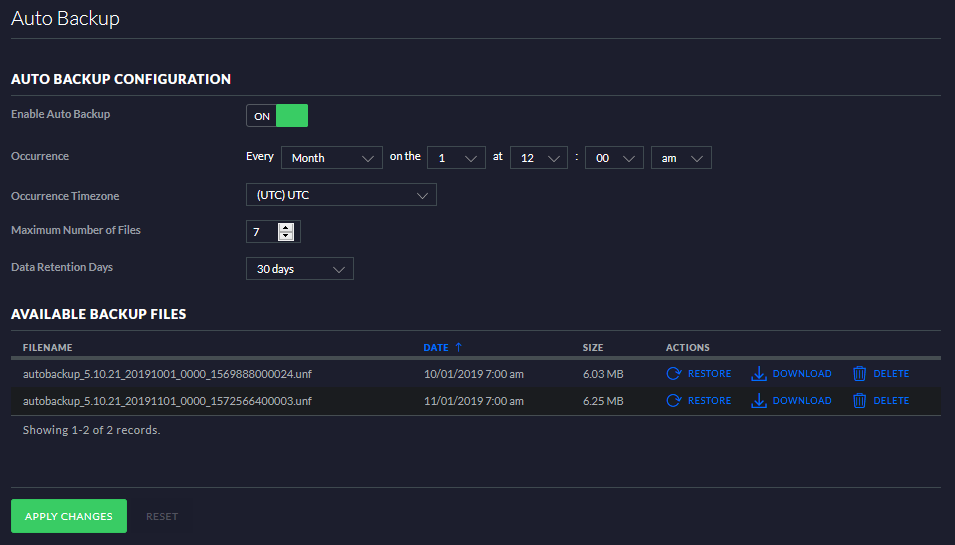 Auto Backup
AUTO BACKUP CONFIGURATION
Enable Auto Backup ON
Occurrence Every Month on the 1 at 12 : 00 am
Occurrence Timezone (UTC) UTC
Maximum Number of Files 7
Data Retention Days 30 days
AVAILABLE BACKUP FILES
FILENAME DATE ↑ SIZE ACTIONS
autobackup_5.10.21_20191001_0000_1569888000024.unf 10/01/2019 7:00 am 6.03 MB RESTORE DOWNLOAD DELETE
autobackup_5.10.21_20191101_0000_1572566400003.unf 11/01/2019 7:00 am 6.25 MB RESTORE DOWNLOAD DELETE
Showing 1-2 of 2 records.
APPLY CHANGES RESET